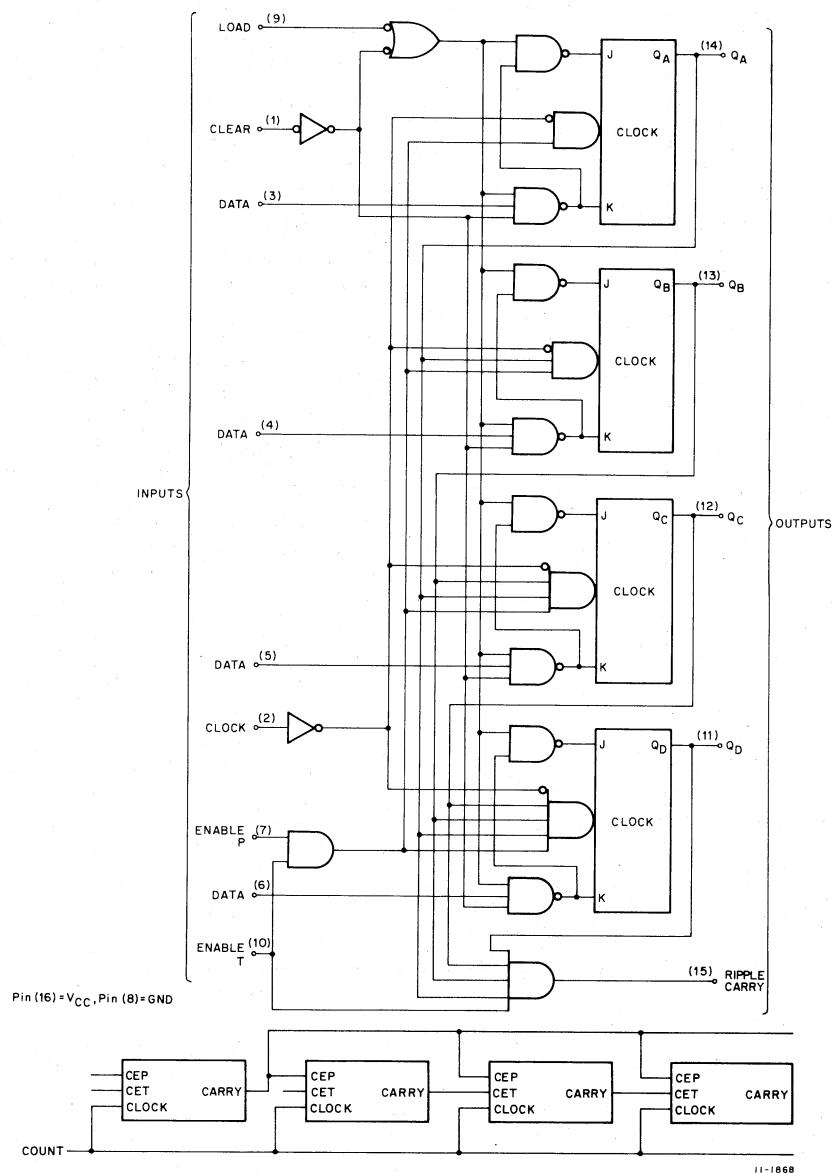 LOAD (9)
CLEAR (1)
DATA (3)
DATA (4)
INPUTS
DATA (5)
CLOCK (2)
ENABLE P (7)
DATA (6)
ENABLE T (10)
Pin (16) = VCC, Pin (8) = GND
J QA (14) QA
CLOCK
K
J QB (13) QB
CLOCK
K
J QC (12) QC
CLOCK
K
OUTPUTS
J QD (11) QD
CLOCK
K
(15) RIPPLE CARRY
CEP
CET CARRY
CLOCK
CEP
CET CARRY
CLOCK
CEP
CET CARRY
CLOCK
CEP
CET CARRY
CLOCK
COUNT
11-1868